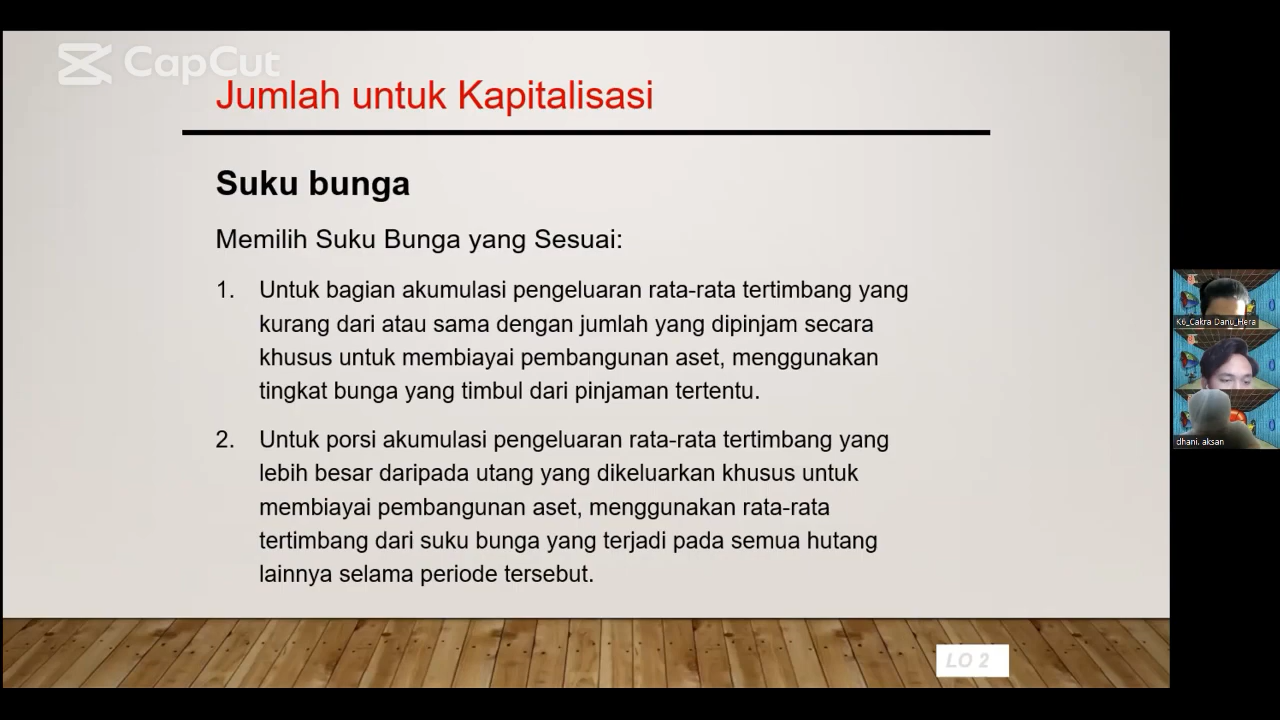 CapCut
Jumlah untuk Kapitalisasi
Suku bunga
Memilih Suku Bunga yang Sesuai:
1. Untuk bagian akumulasi pengeluaran rata-rata tertimbang yang
kurang dari atau sama dengan jumlah yang dipinjam secara
khusus untuk membiayai pembangunan aset, menggunakan
tingkat bunga yang timbul dari pinjaman tertentu.
2. Untuk porsi akumulasi pengeluaran rata-rata tertimbang yang
lebih besar daripada utang yang dikeluarkan khusus untuk
membiayai pembangunan aset, menggunakan rata-rata
tertimbang dari suku bunga yang terjadi pada semua hutang
lainnya selama periode tersebut.
LO 2
K6_Cakra Danu_Hera
dhani. aksan